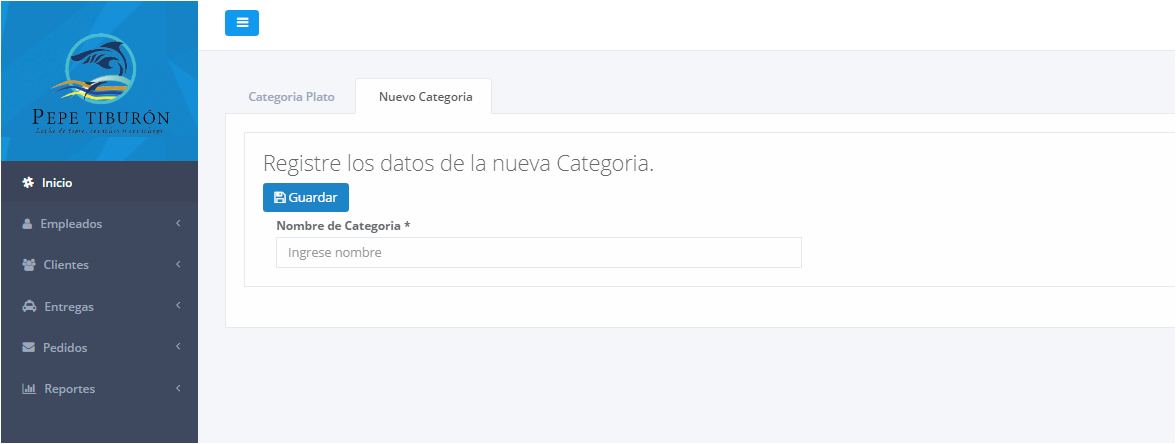 PEPE TIBURÓN
Inicio
Empleados
Clientes
Entregas
Pedidos
Reportes
Categoria Plato
Nuevo Categoria
Registre los datos de la nueva Categoria.
Guardar
Nombre de Categoria *
Ingrese nombre